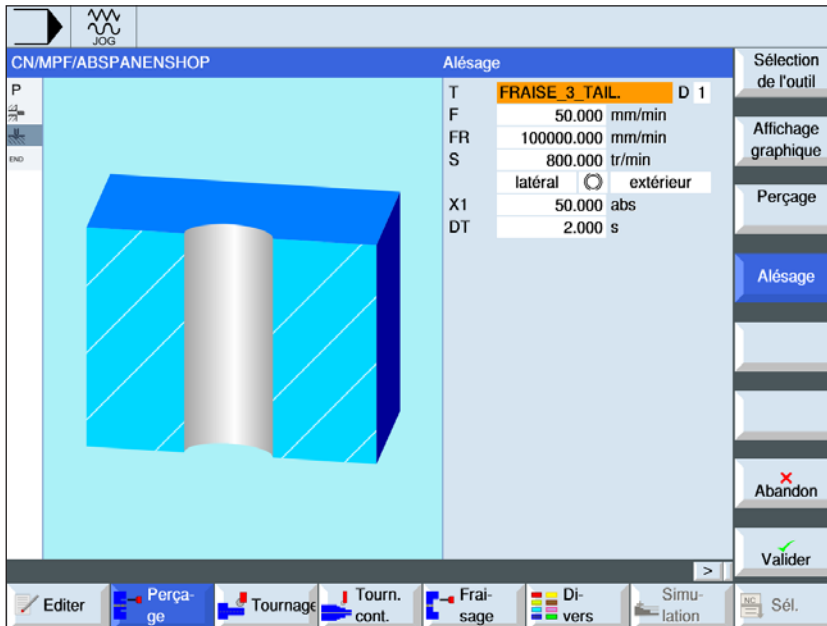 JOG
CN/MPF/ABSPANENSHOP
Alésage
P
END
T FRAISE_3_TAIL. D 1
F 50.000 mm/min
FR 100000.000 mm/min
S 800.000 tr/min
latéral extérieur
X1 50.000 abs
DT 2.000 s
Sélection
de l'outil
Affichage
graphique
Perçage
Alésage
Abandon
Valider
>
Editer
Perça-
ge
Tournage
Tourn.
cont.
Frai-
sage
Di-
vers
Simu-
lation
NC
Sél.